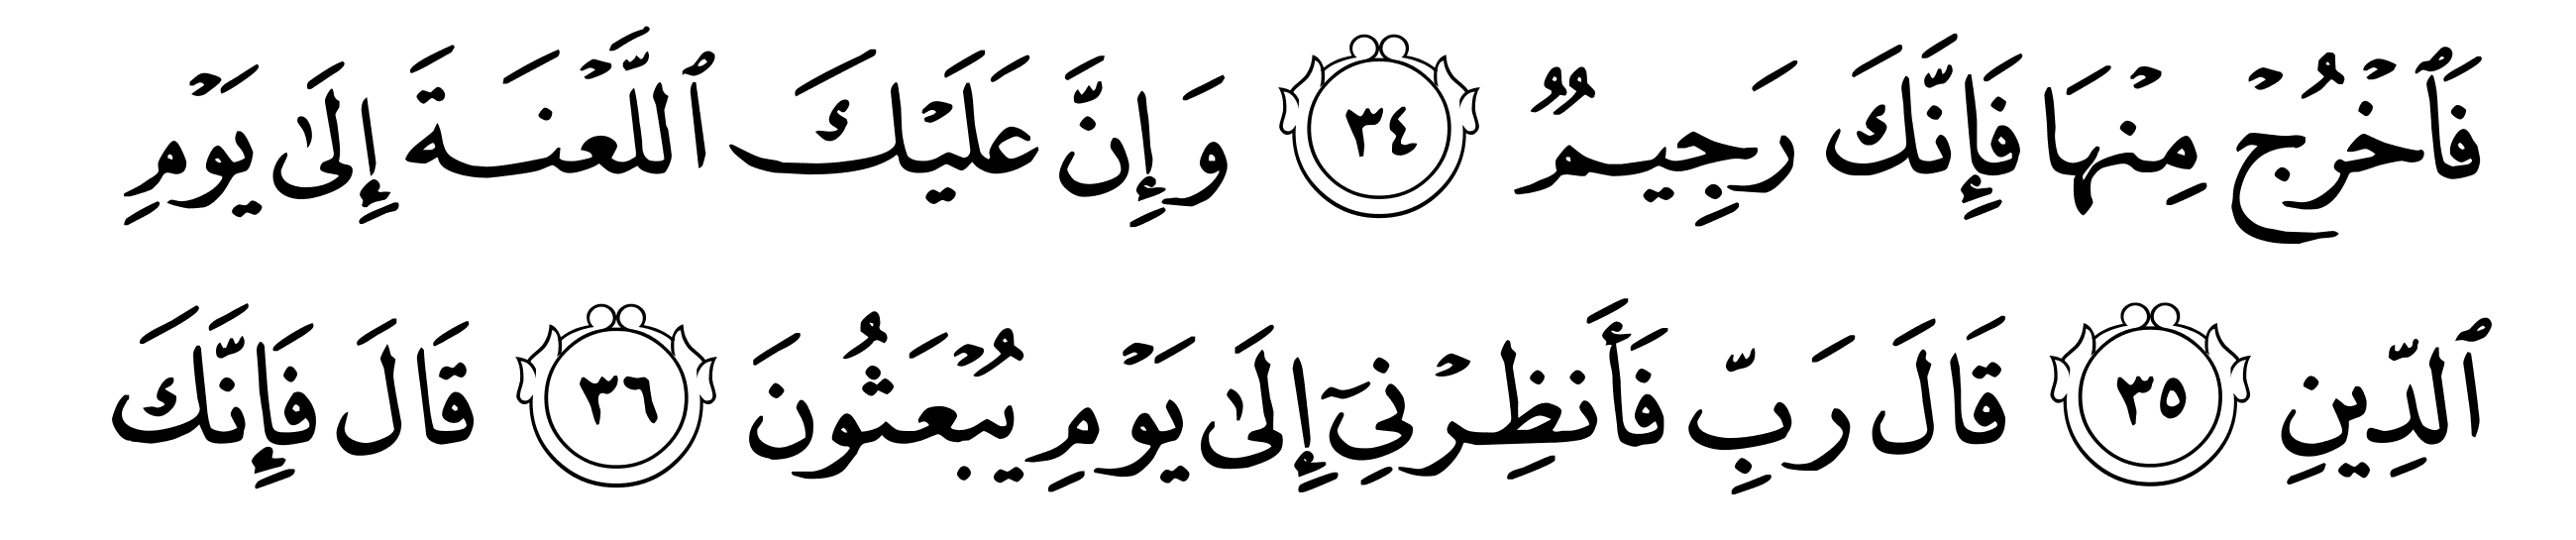 فَٱخْرُجْ مِنْهَا فَإِنَّكَ رَجِيمٌ ٣٤ وَإِنَّ عَلَيْكَ ٱللَّعْنَةَ إِلَىٰ يَوْمِ
ٱلدِّينِ ٣٥ قَالَ رَبِّ فَأَنظِرْنِىٓ إِلَىٰ يَوْمِ يُبْعَثُونَ ٣٦ قَالَ فَإِنَّكَ